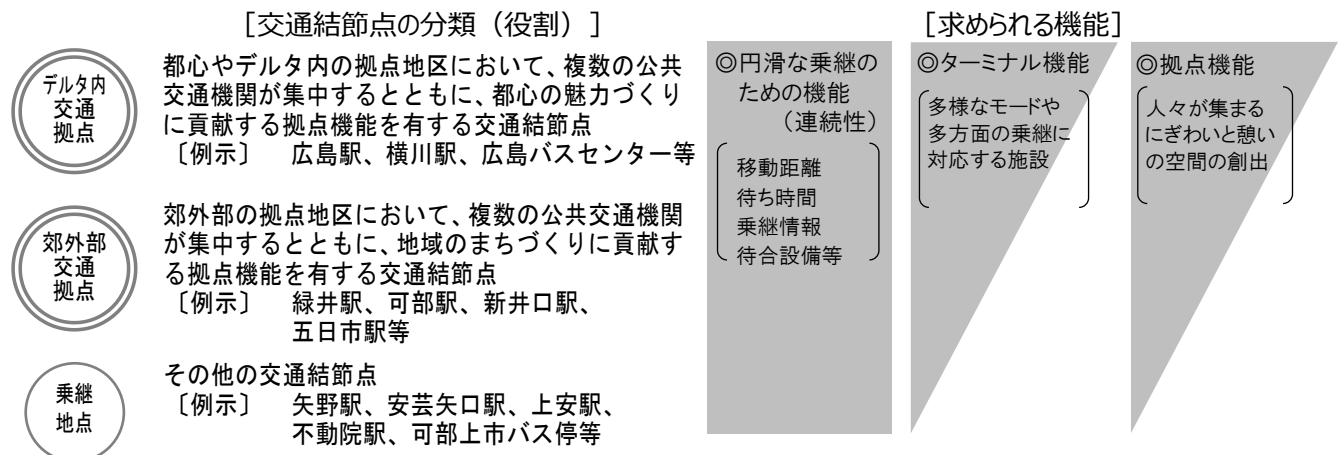 ［交通結節点の分類（役割）］
［求められる機能］
デルタ内
交通
拠点
都心やデルタ内の拠点地区において、複数の公共
交通機関が集中するとともに、都心の魅力づくり
に貢献する拠点機能を有する交通結節点
〔例示〕 広島駅、横川駅、広島バスセンター等
郊外部
交通
拠点
郊外部の拠点地区において、複数の公共交通機関
が集中するとともに、地域のまちづくりに貢献す
る拠点機能を有する交通結節点
〔例示〕 緑井駅、可部駅、新井口駅、
五日市駅等
乗継
地点
その他の交通結節点
〔例示〕 矢野駅、安芸矢口駅、上安駅、
不動院駅、可部上市バス停等
◎円滑な乗継の
ための機能
（連続性）
移動距離
待ち時間
乗継情報
待合設備等
◎ターミナル機能
多様なモードや
多方面の乗継に
対応する施設
◎拠点機能
人々が集まる
にぎわいと憩い
の空間の創出